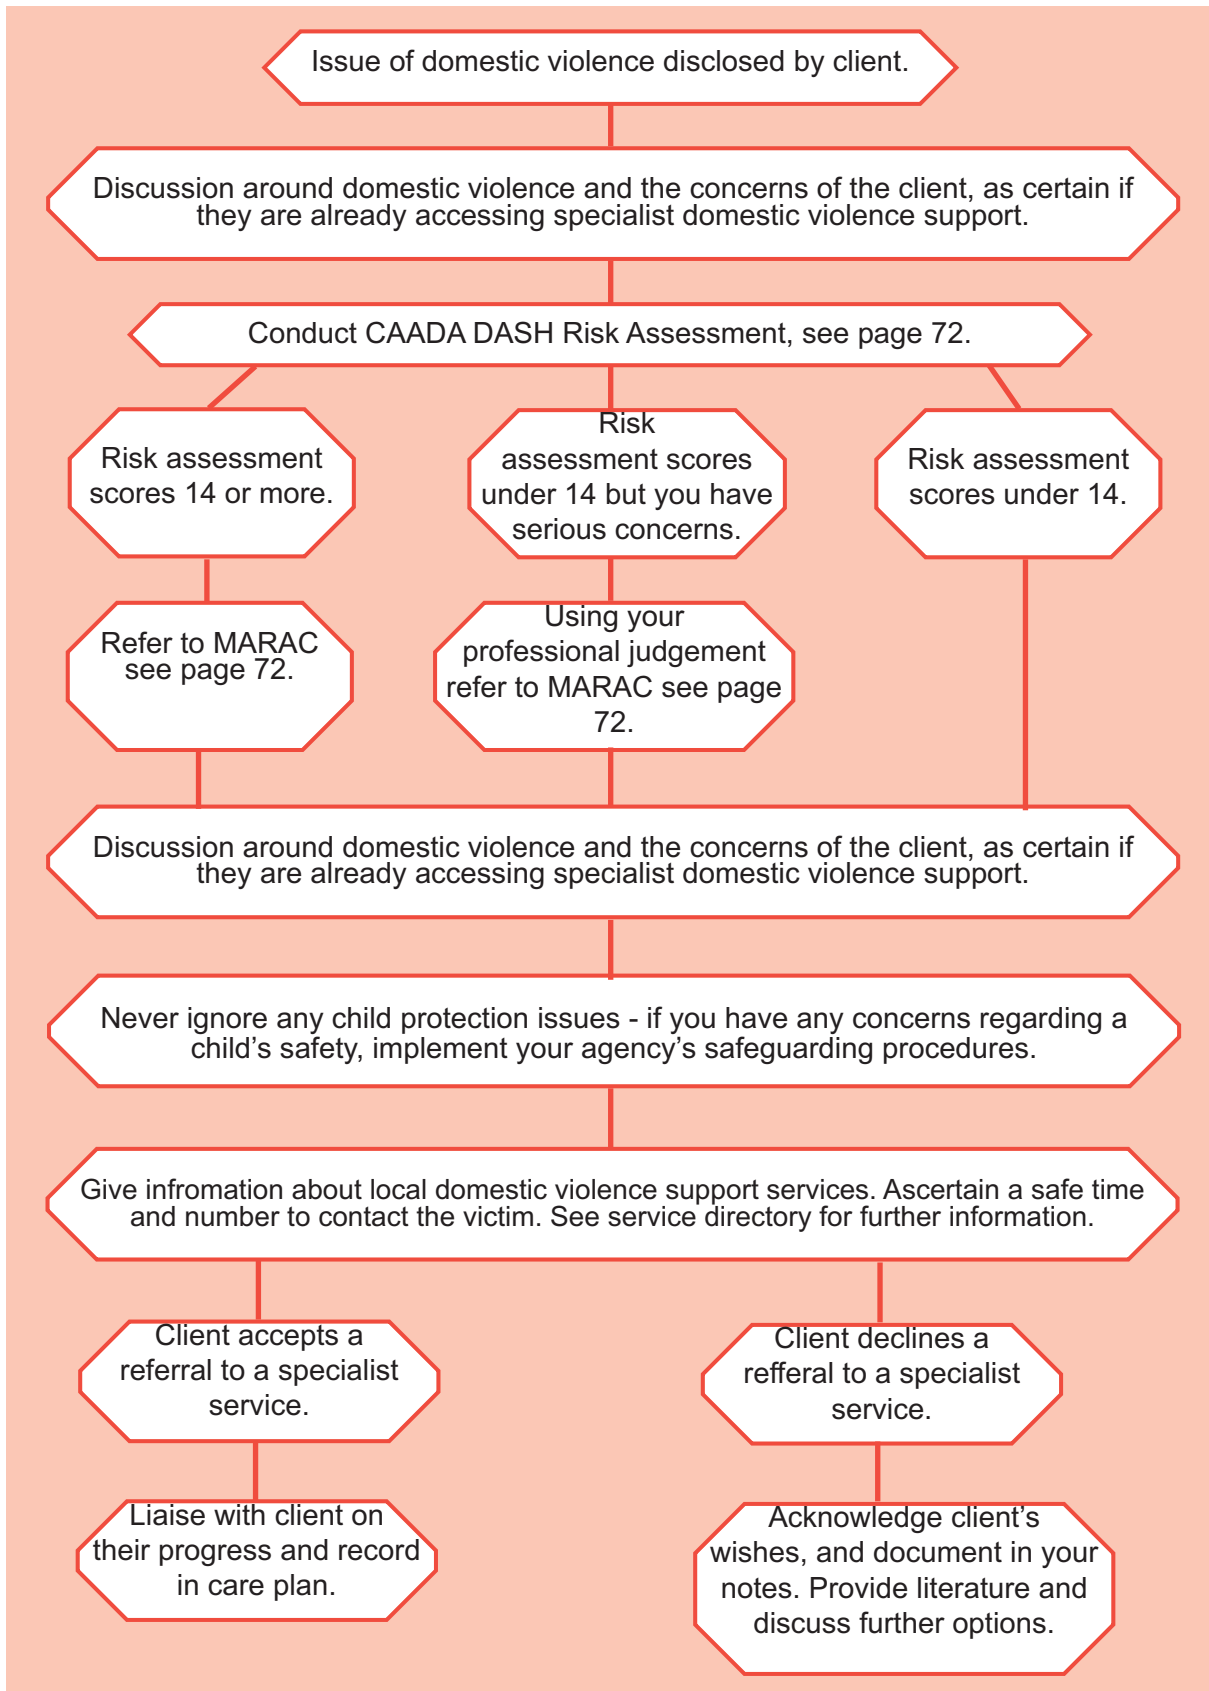 Issue of domestic violence disclosed by client.
Discussion around domestic violence and the concerns of the client, as certain if
they are already accessing specialist domestic violence support.
Conduct CAADA DASH Risk Assessment, see page 72.
Risk assessment
scores 14 or more.
Risk
assessment scores
under 14 but you have
serious concerns.
Risk assessment
scores under 14.
Refer to MARAC
see page 72.
Using your
professional judgement
refer to MARAC see page
72.
Discussion around domestic violence and the concerns of the client, as certain if
they are already accessing specialist domestic violence support.
Never ignore any child protection issues - if you have any concerns regarding a
child’s safety, implement your agency’s safeguarding procedures.
Give infromation about local domestic violence support services. Ascertain a safe time
and number to contact the victim. See service directory for further information.
Client accepts a
referral to a specialist
service.
Client declines a
refferal to a specialist
service.
Liaise with client on
their progress and record
in care plan.
Acknowledge client’s
wishes, and document in your
notes. Provide literature and
discuss further options.